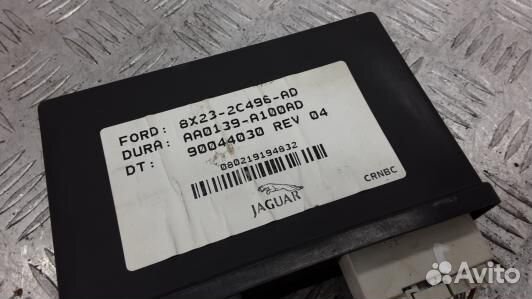 FORD: 8X23-2C496-AD
DURA: AA0139-A100AD
DT: 90044030 REV 04
080219194832
JAGUAR
CRNBC
Avito